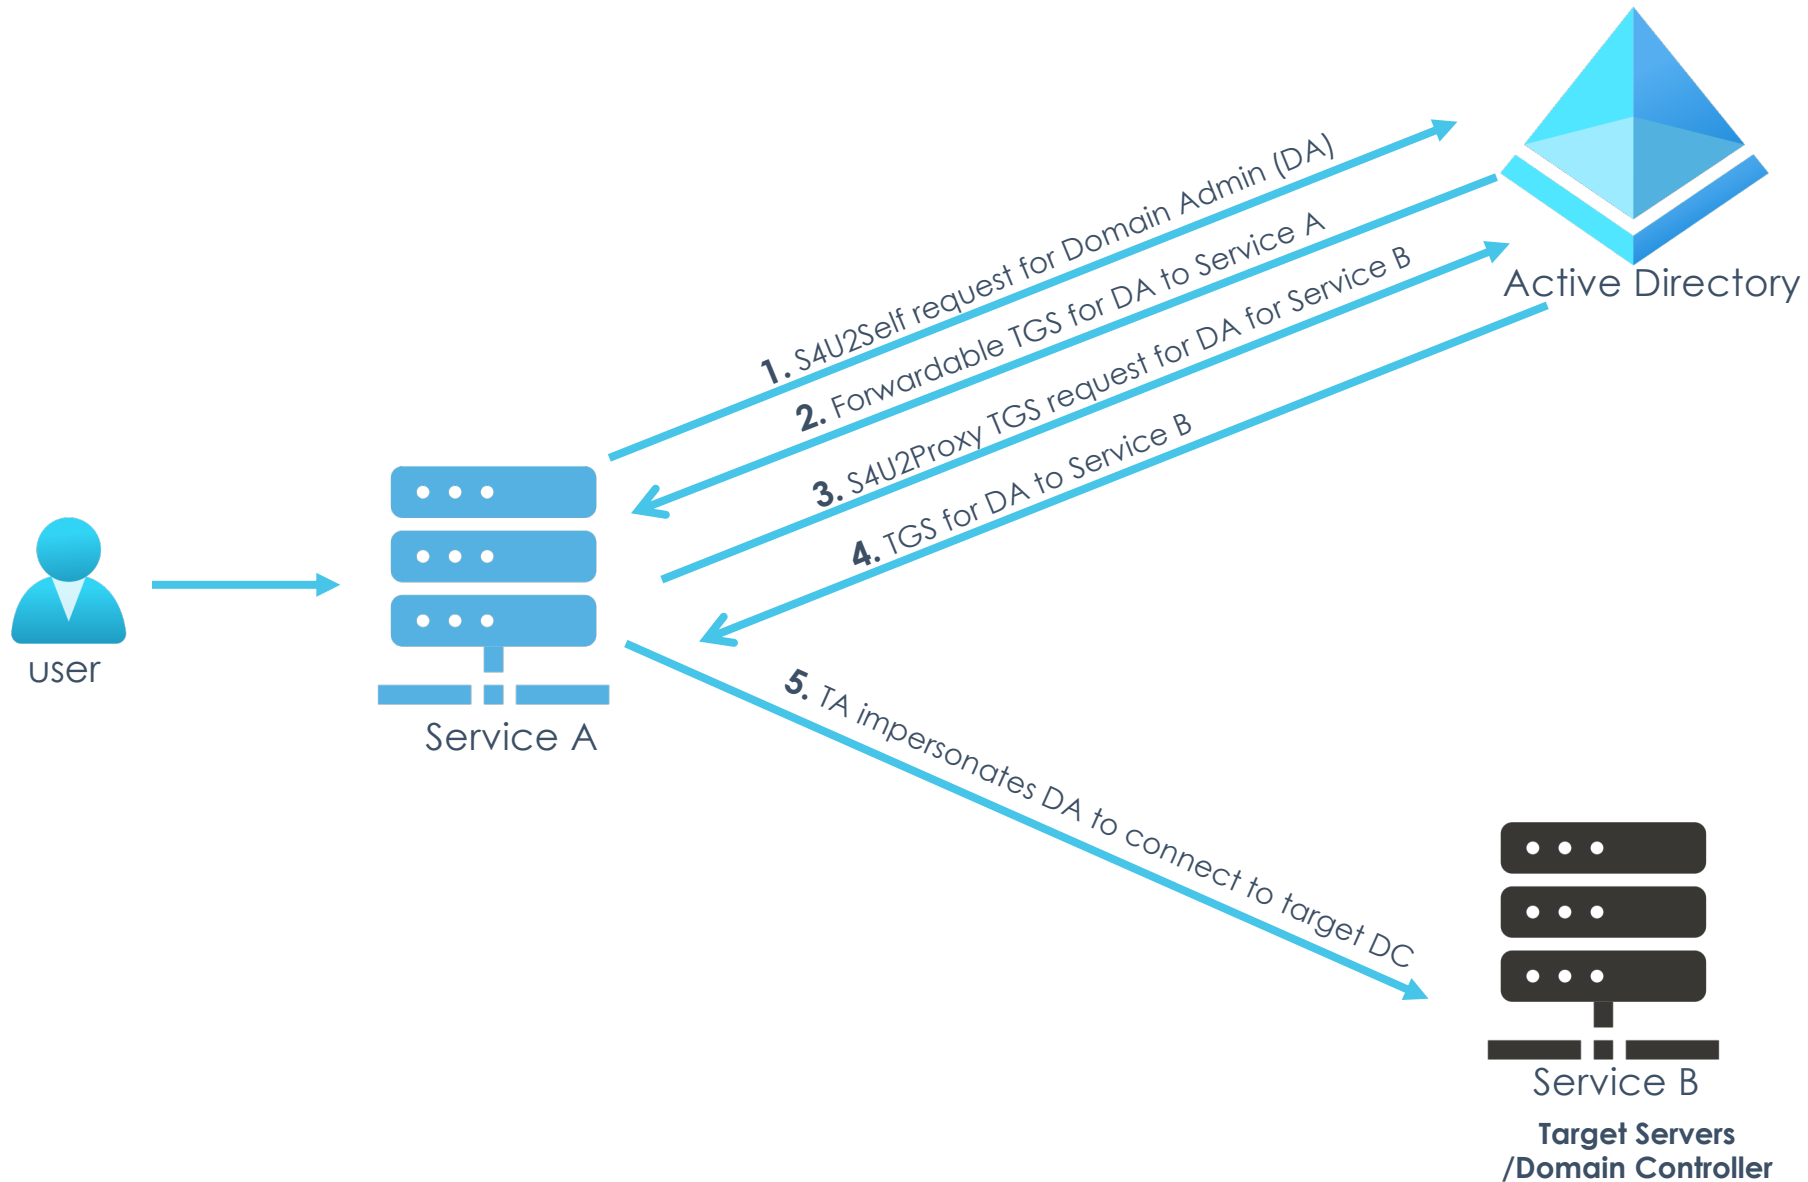 1. S4U2Self request for Domain Admin (DA)
2. Forwardable TGS for DA to Service A
3. S4U2Proxy TGS request for DA for Service B
4. TGS for DA to Service B
Active Directory
user
Service A
5. TA impersonates DA to connect to target DC
Service B
Target Servers
/Domain Controller